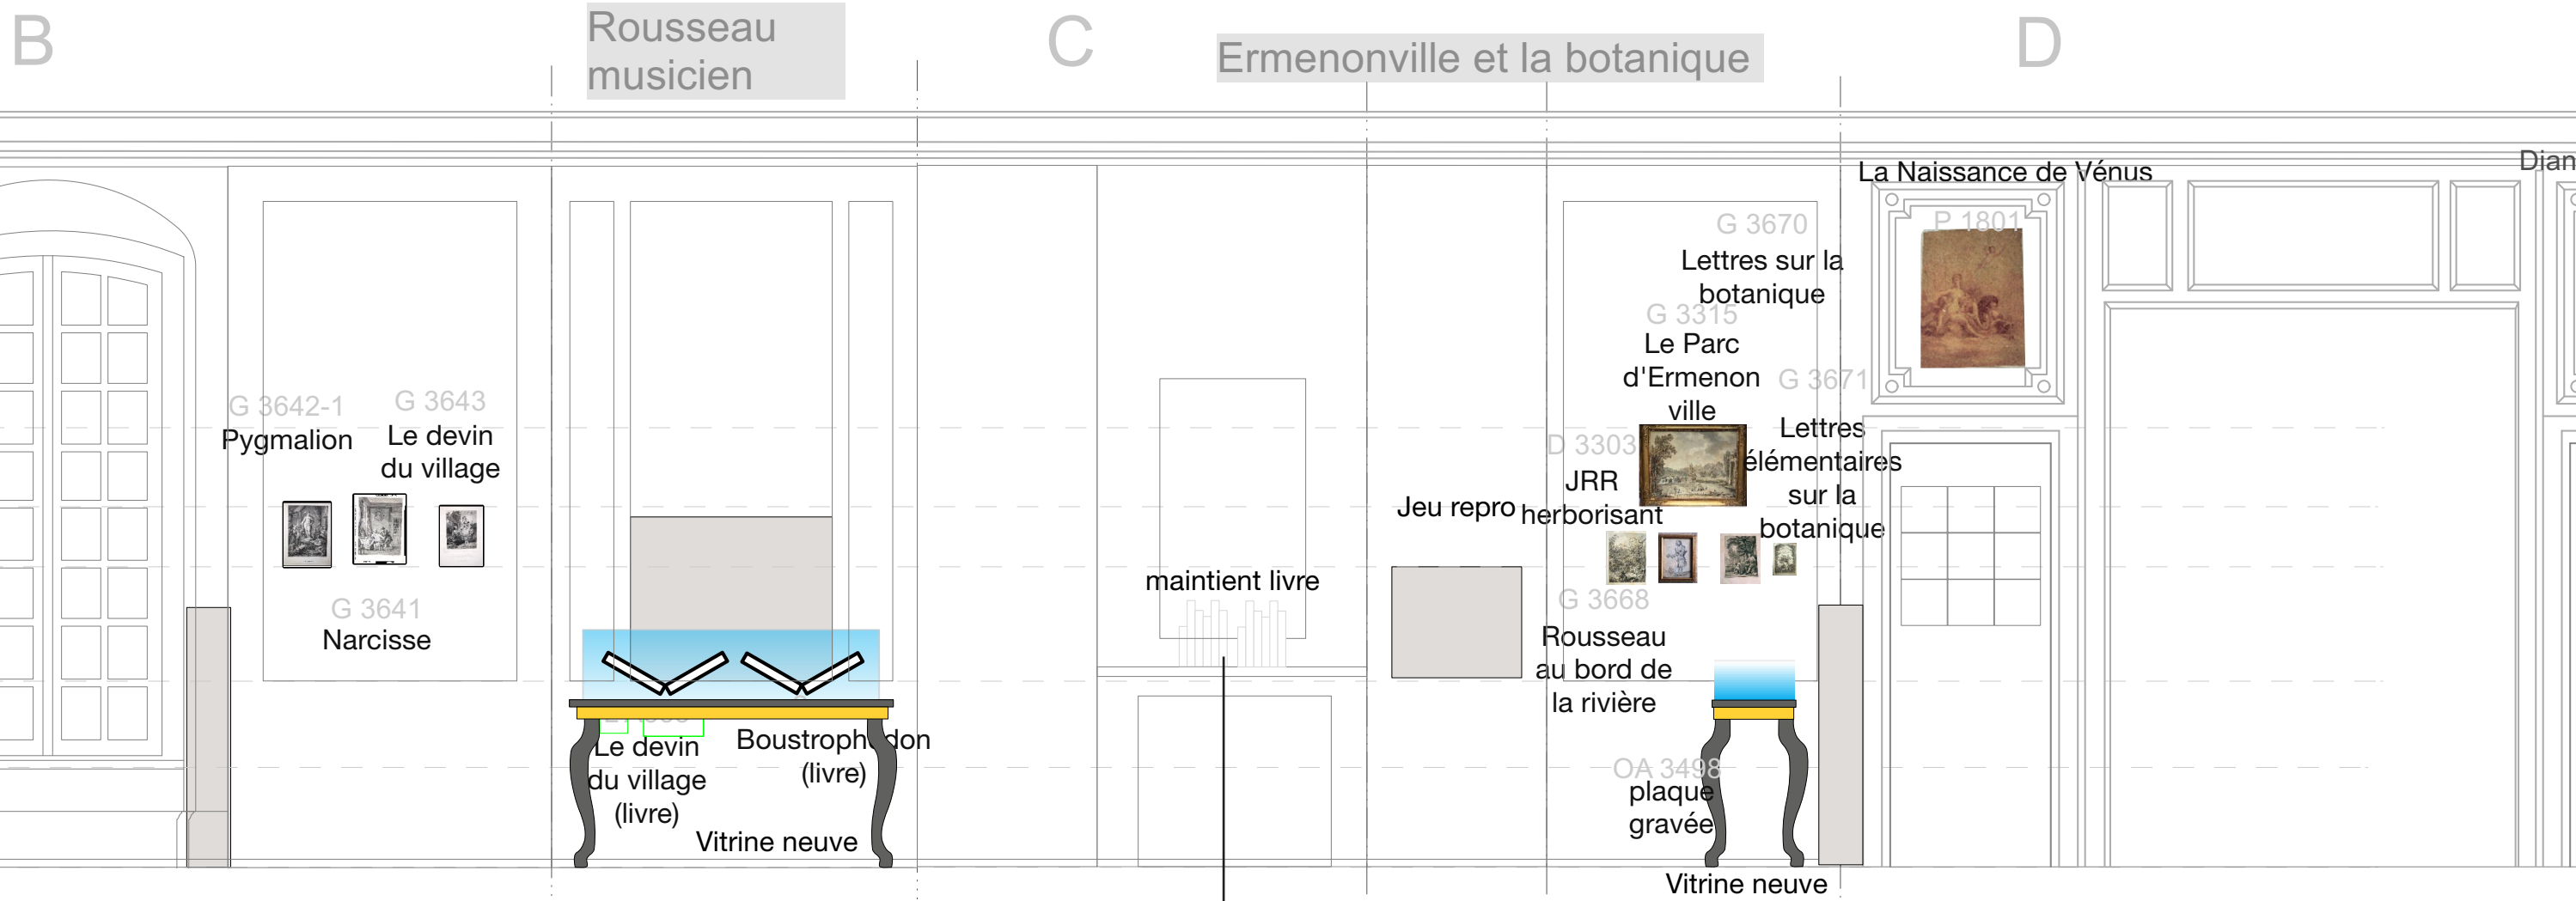 B
Rousseau
musicien
C
Ermenonville et la botanique
D
La Naissance de Vénus
Dian
P 1801
G 3670
Lettres sur la
botanique
G 3315
Le Parc
d'Ermenon
ville
G 3671
Lettres
élémentaires
sur la
botanique
D 3303
JRR
herborisant
G 3642-1
Pygmalion
G 3643
Le devin
du village
G 3641
Narcisse
Jeu repro
maintient livre
G 3668
Rousseau
au bord de
la rivière
Le devin
du village
(livre)
Boustrophédon
(livre)
Vitrine neuve
OA 3498
plaque
gravée
Vitrine neuve